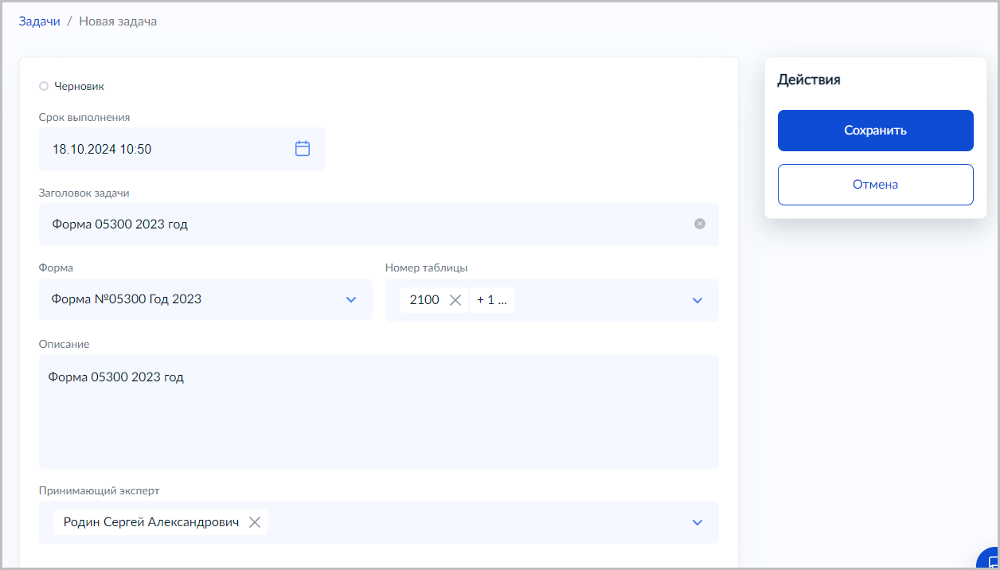 Задачи / Новая задача
Черновик
Срок выполнения
18.10.2024 10:50
Заголовок задачи
Форма 05300 2023 год
Форма
Форма №05300 Год 2023
Номер таблицы
2100 + 1 ...
Описание
Форма 05300 2023 год
Принимающий эксперт
Родин Сергей Александрович
Действия
Сохранить
Отмена